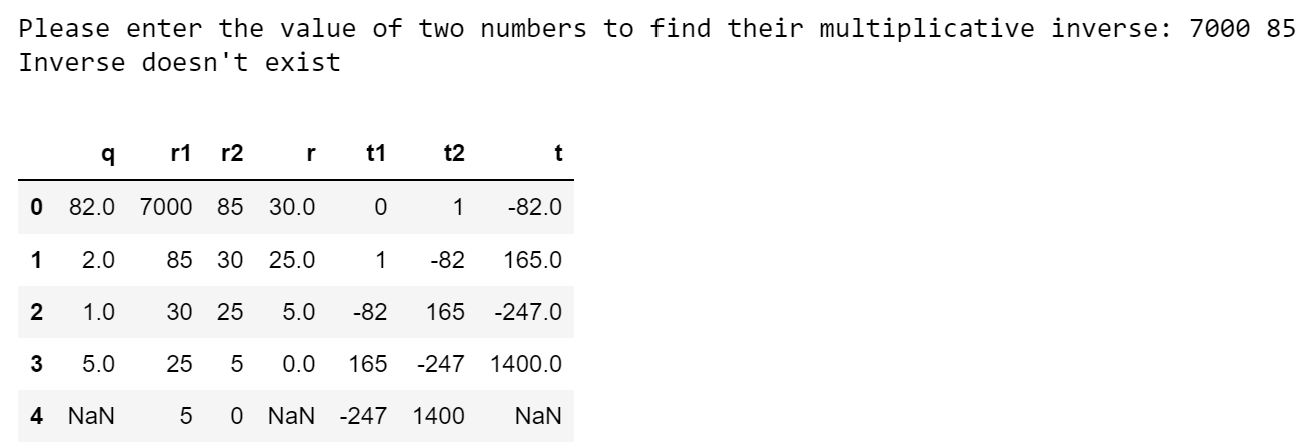 Please enter the value of two numbers to find their multiplicative inverse: 7000 85
Inverse doesn't exist
q r1 r2 r t1 t2 t
0 82.0 7000 85 30.0 0 1 -82.0
1 2.0 85 30 25.0 1 -82 165.0
2 1.0 30 25 5.0 -82 165 -247.0
3 5.0 25 5 0.0 165 -247 1400.0
4 NaN 5 0 NaN -247 1400 NaN